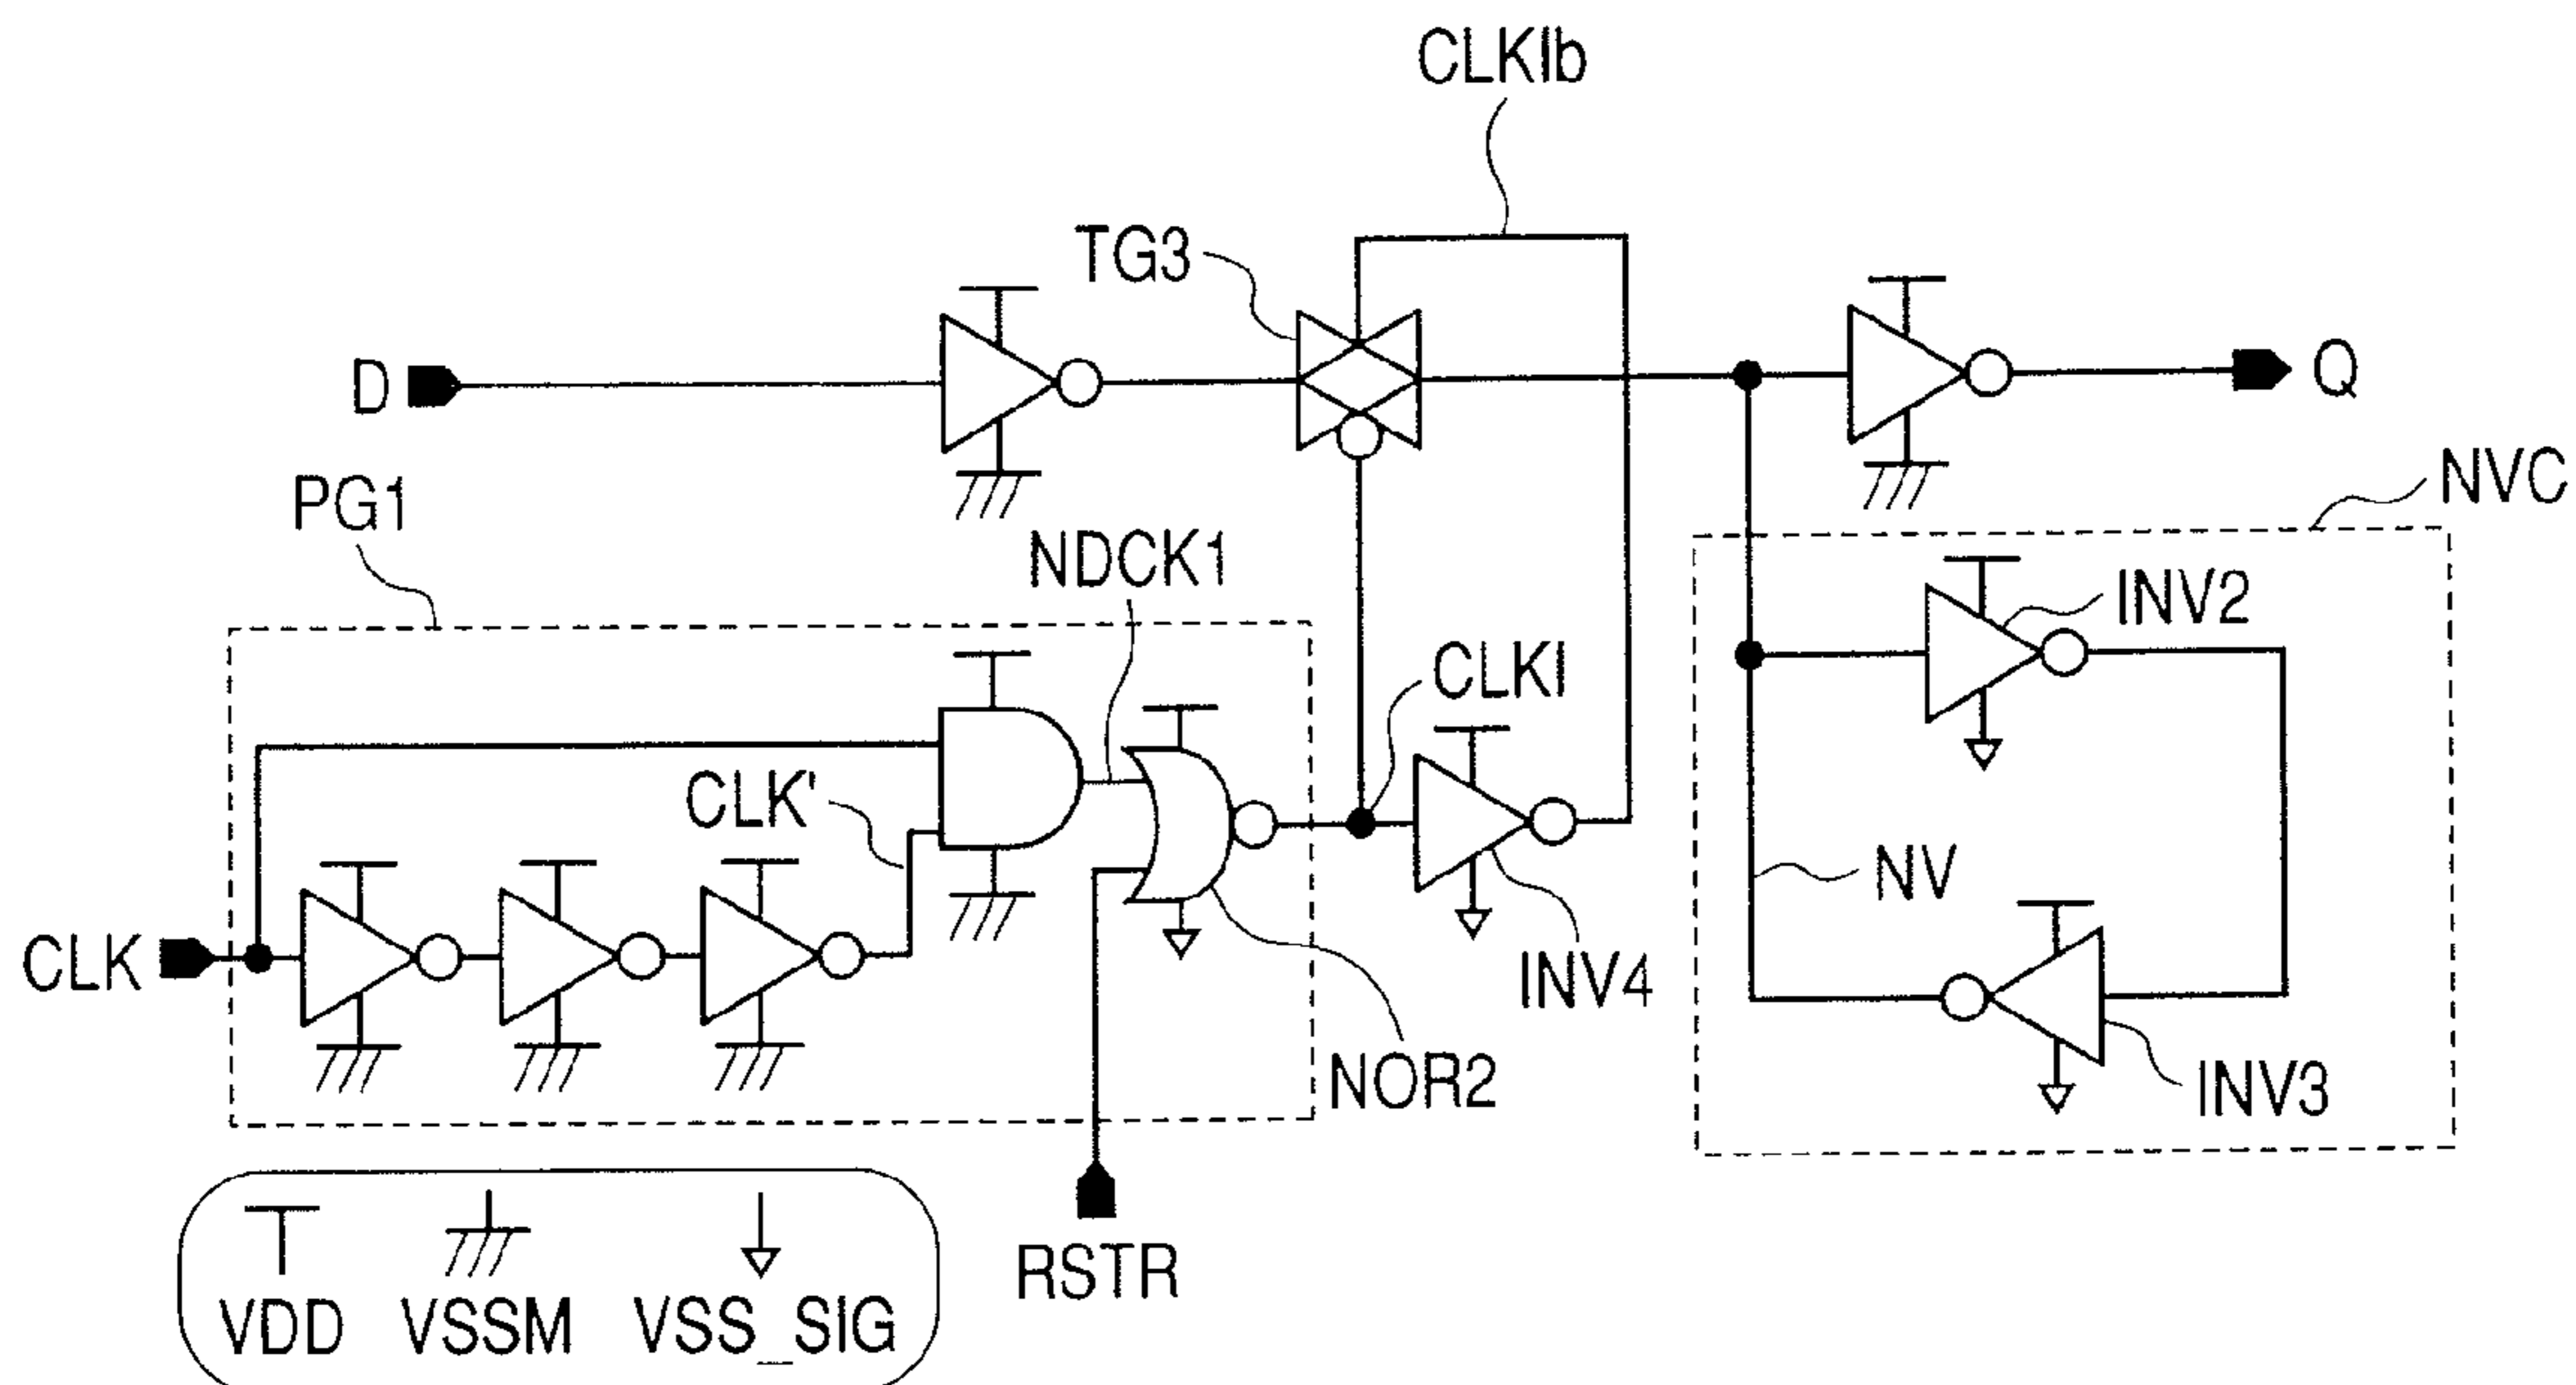 CLKIb
TG3
D
Q
PG1
NVC
NDCK1
INV2
CLKI
CLK'
NV
CLK
INV4
NOR2
INV3
RSTR
VDD VSSM VSS_SIG